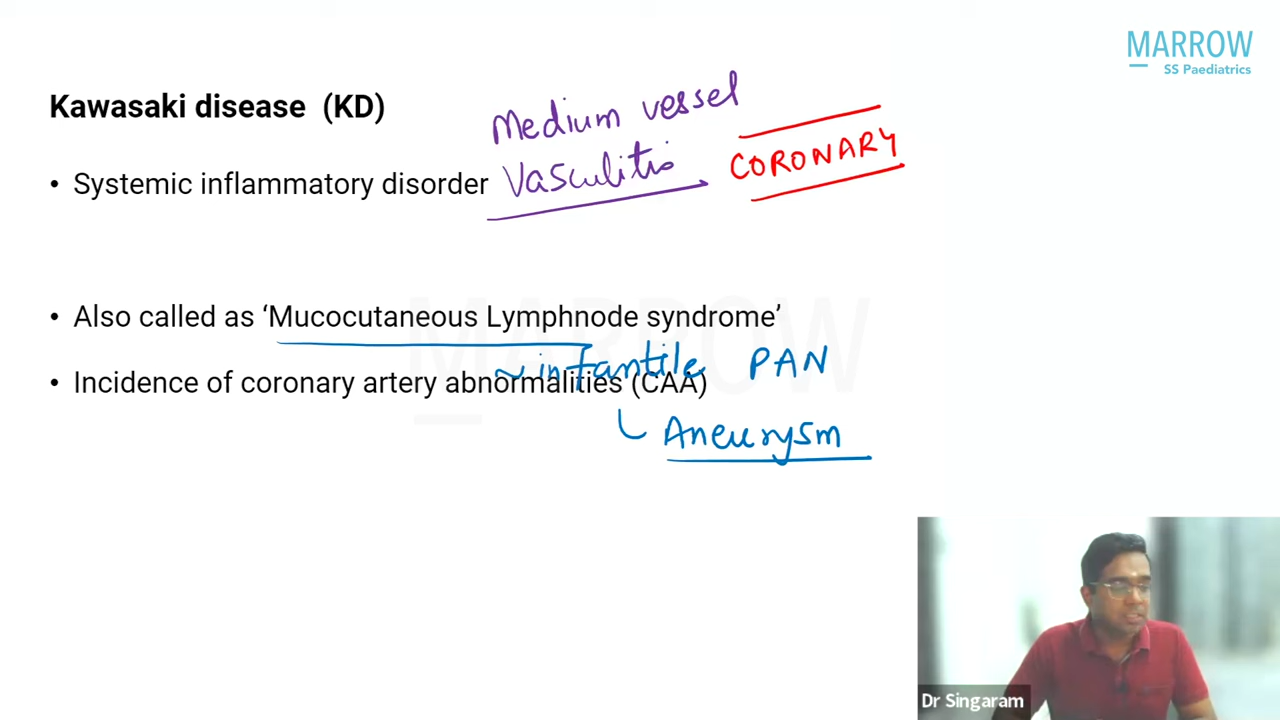 MARROW
SS Paediatrics
Kawasaki disease (KD)
Medium vessel
• Systemic inflammatory disorder Vasculitis CORONARY
• Also called as ‘Mucocutaneous Lymphnode syndrome’
~ infantile PAN
• Incidence of coronary artery abnormalities (CAA)
Aneurysm
MARROW
Dr Singaram